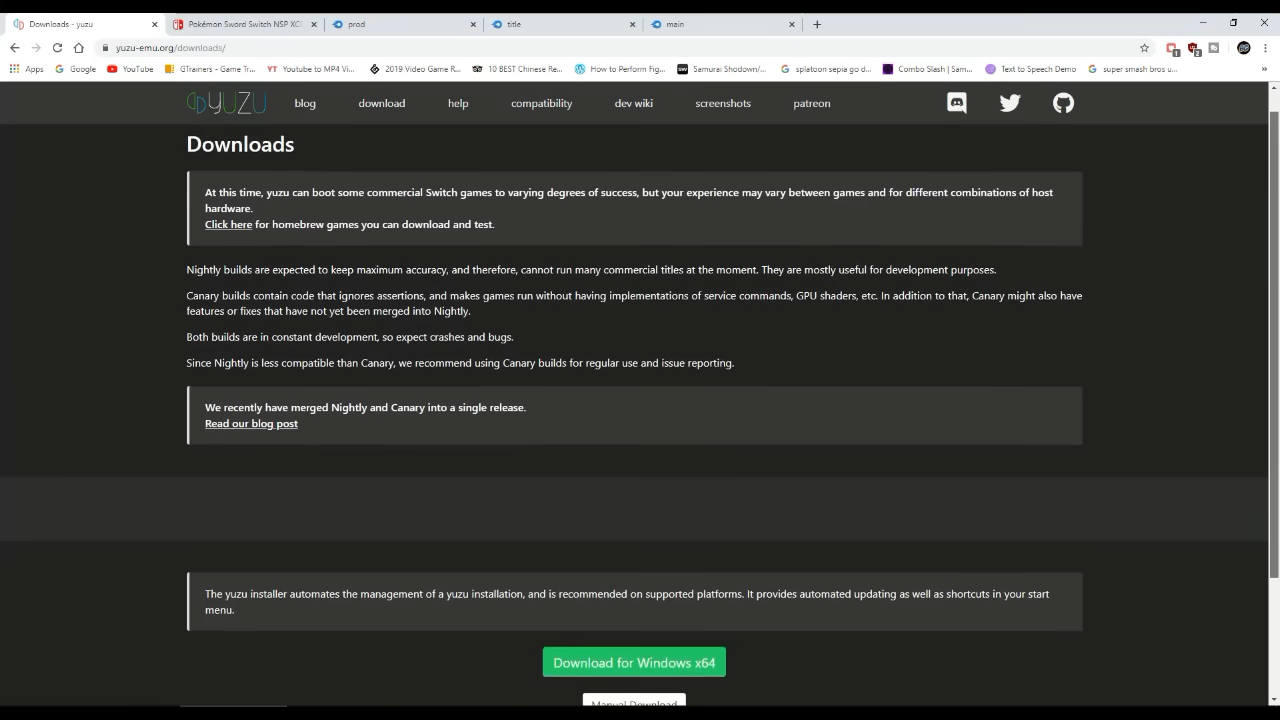 Downloads - yuzu
Pokémon Sword Switch NSP XC
prod
title
main
yuzu-emu.org/downloads/
Apps
Google
YouTube
GTrainers - Game Tr...
Youtube to MP4 Vi...
2019 Video Game R...
10 BEST Chinese Re...
How to Perform Fig...
Samurai Shodown/...
splatoon sepia go d...
Combo Slash | Sam...
Text to Speech Demo
super smash bros u...
YUZU
blog
download
help
compatibility
dev wiki
screenshots
patreon
Downloads
At this time, yuzu can boot some commercial Switch games to varying degrees of success, but your experience may vary between games and for different combinations of host
hardware.
Click here for homebrew games you can download and test.
Nightly builds are expected to keep maximum accuracy, and therefore, cannot run many commercial titles at the moment. They are mostly useful for development purposes.
Canary builds contain code that ignores assertions, and makes games run without having implementations of service commands, GPU shaders, etc. In addition to that, Canary might also have
features or fixes that have not yet been merged into Nightly.
Both builds are in constant development, so expect crashes and bugs.
Since Nightly is less compatible than Canary, we recommend using Canary builds for regular use and issue reporting.
We recently have merged Nightly and Canary into a single release.
Read our blog post
The yuzu installer automates the management of a yuzu installation, and is recommended on supported platforms. It provides automated updating as well as shortcuts in your start
menu.
Download for Windows x64
Manual Download